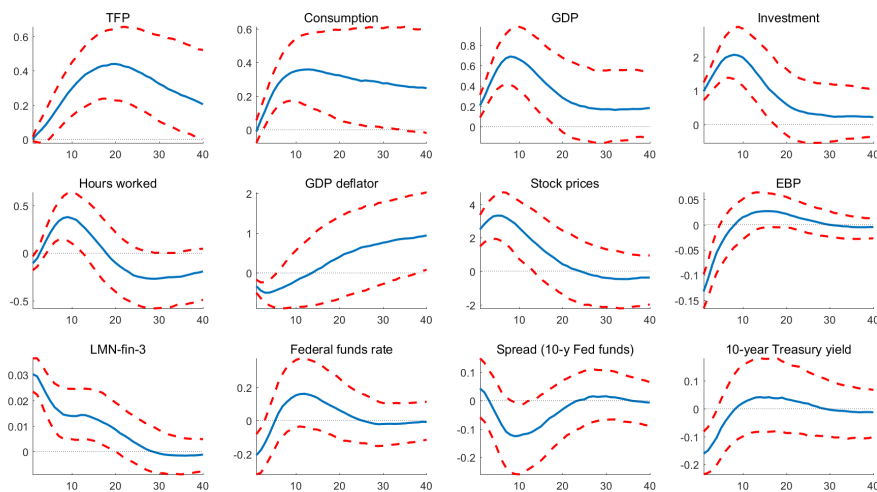 TFP
0.6
0.4
0.2
0
10 20 30 40
Consumption
0.6
0.4
0.2
0
10 20 30 40
GDP
0.8
0.6
0.4
0.2
0
10 20 30 40
Investment
2
1
0
10 20 30 40
Hours worked
0.5
0
-0.5
10 20 30 40
GDP deflator
2
1
0
10 20 30 40
Stock prices
4
2
0
-2
10 20 30 40
EBP
0.05
0
-0.05
-0.1
-0.15
10 20 30 40
LMN-fin-3
0.03
0.02
0.01
0
10 20 30 40
Federal funds rate
0.2
0
-0.2
10 20 30 40
Spread (10-y Fed funds)
0.1
0
-0.1
-0.2
10 20 30 40
10-year Treasury yield
0.1
0
-0.1
-0.2
10 20 30 40